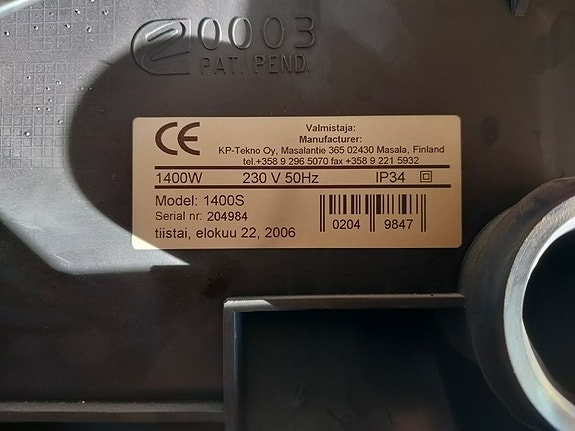 20003
PAT. PEND.
CE
Valmistaja:
Manufacturer:
KP-Tekno Oy, Masalantie 365 02430 Masala, Finland
tel.+358 9 296 5070 fax +358 9 221 5932
1400W 230 V 50Hz IP34
Model: 1400S
Serial nr: 204984
tiistai, elokuu 22, 2006
0204 9847